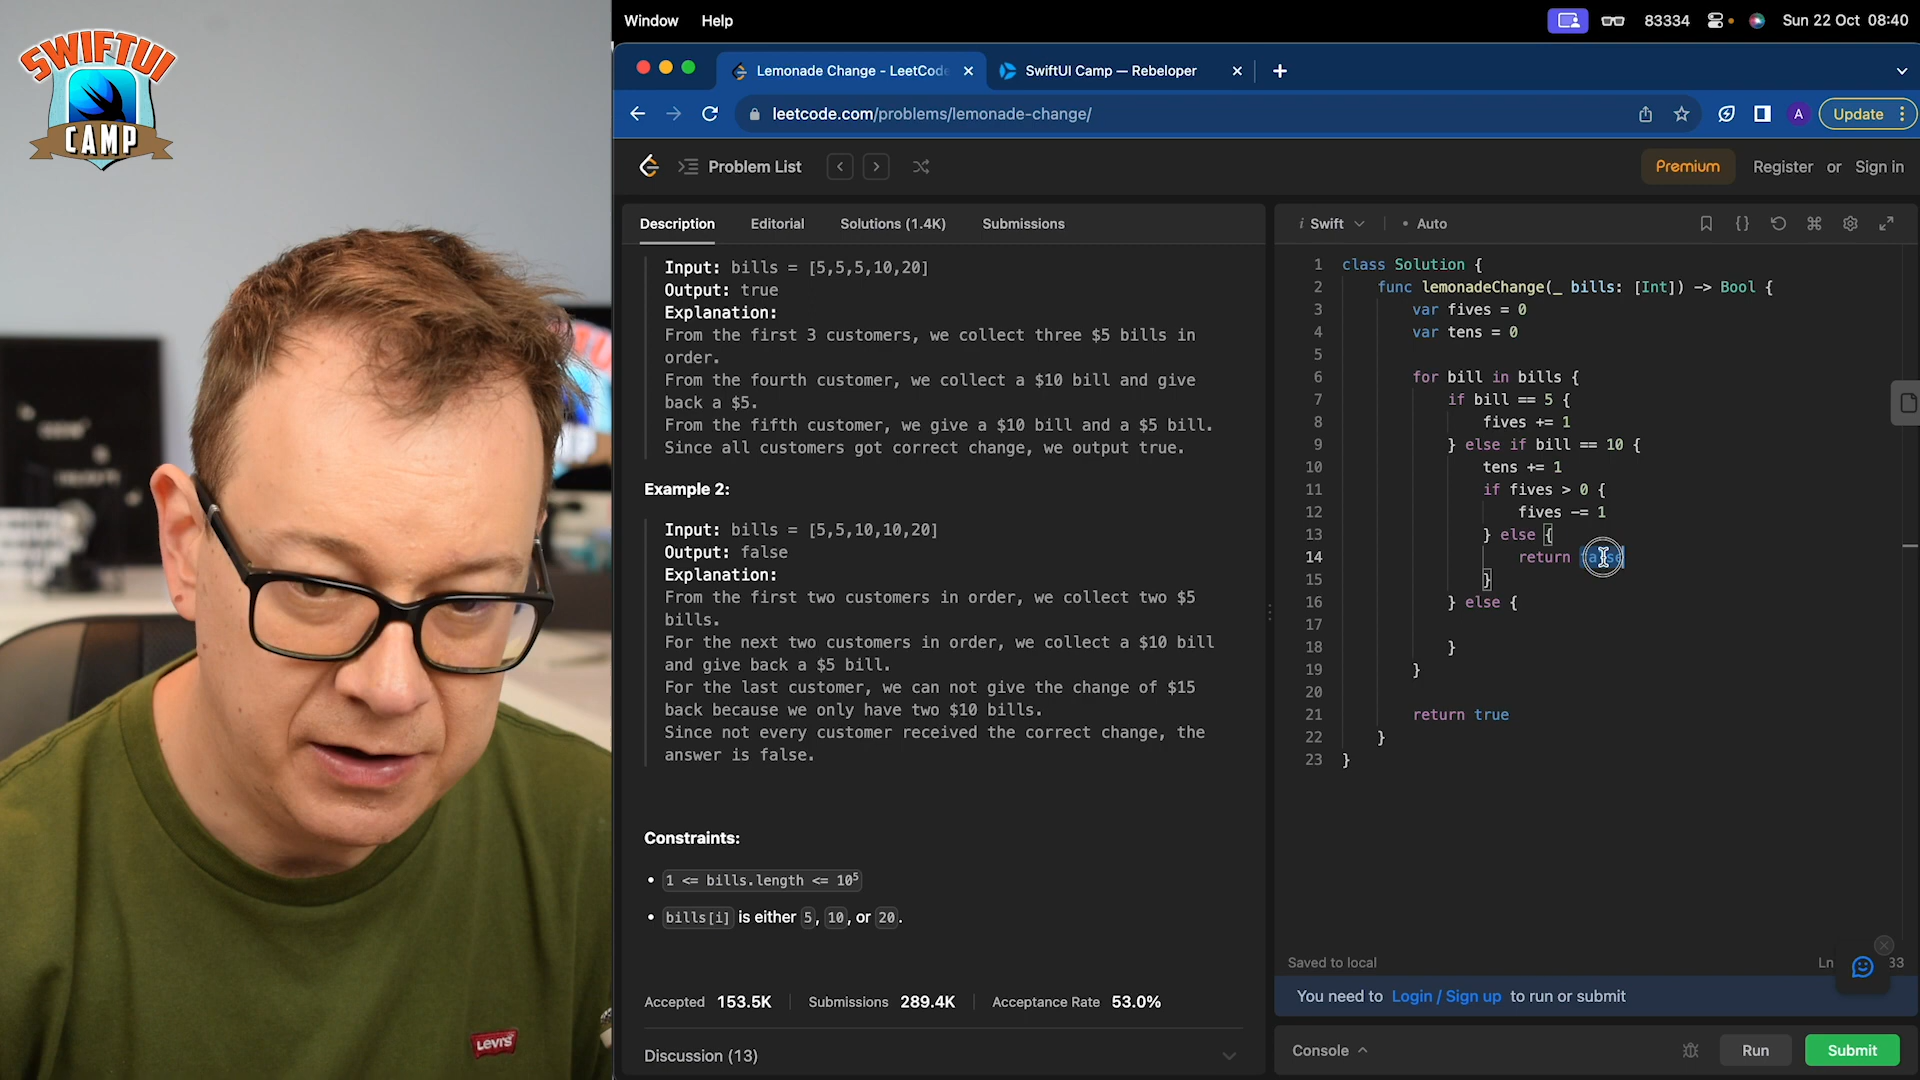 SWIFTUI
CAMP
Levi's
Window Help
83334 Sun 22 Oct 08:40
Lemonade Change - LeetCode
SwiftUI Camp — Rebeloper
leetcode.com/problems/lemonade-change/
A Update
Problem List
Premium Register or Sign in
Description Editorial Solutions (1.4K) Submissions
Input: bills = [5,5,5,10,20]
Output: true
Explanation:
From the first 3 customers, we collect three $5 bills in
order.
From the fourth customer, we collect a $10 bill and give
back a $5.
From the fifth customer, we give a $10 bill and a $5 bill.
Since all customers got correct change, we output true.
Example 2:
Input: bills = [5,5,10,10,20]
Output: false
Explanation:
From the first two customers in order, we collect two $5
bills.
For the next two customers in order, we collect a $10 bill
and give back a $5 bill.
For the last customer, we can not give the change of $15
back because we only have two $10 bills.
Since not every customer received the correct change, the
answer is false.
Constraints:
• 1 <= bills.length <= 10⁵
• bills[i] is either 5, 10, or 20.
Accepted 153.5K Submissions 289.4K Acceptance Rate 53.0%
Discussion (13)
i Swift • Auto
1 class Solution {
2 func lemonadeChange(_ bills: [Int]) -> Bool {
3 var fives = 0
4 var tens = 0
5
6 for bill in bills {
7 if bill == 5 {
8 fives += 1
9 } else if bill == 10 {
10 tens += 1
11 if fives > 0 {
12 fives -= 1
13 } else {
14 return false
15 }
16 } else {
17
18 }
19 }
20
21 return true
22 }
23 }
Saved to local
Ln 33
You need to Login / Sign up to run or submit
Console Run Submit